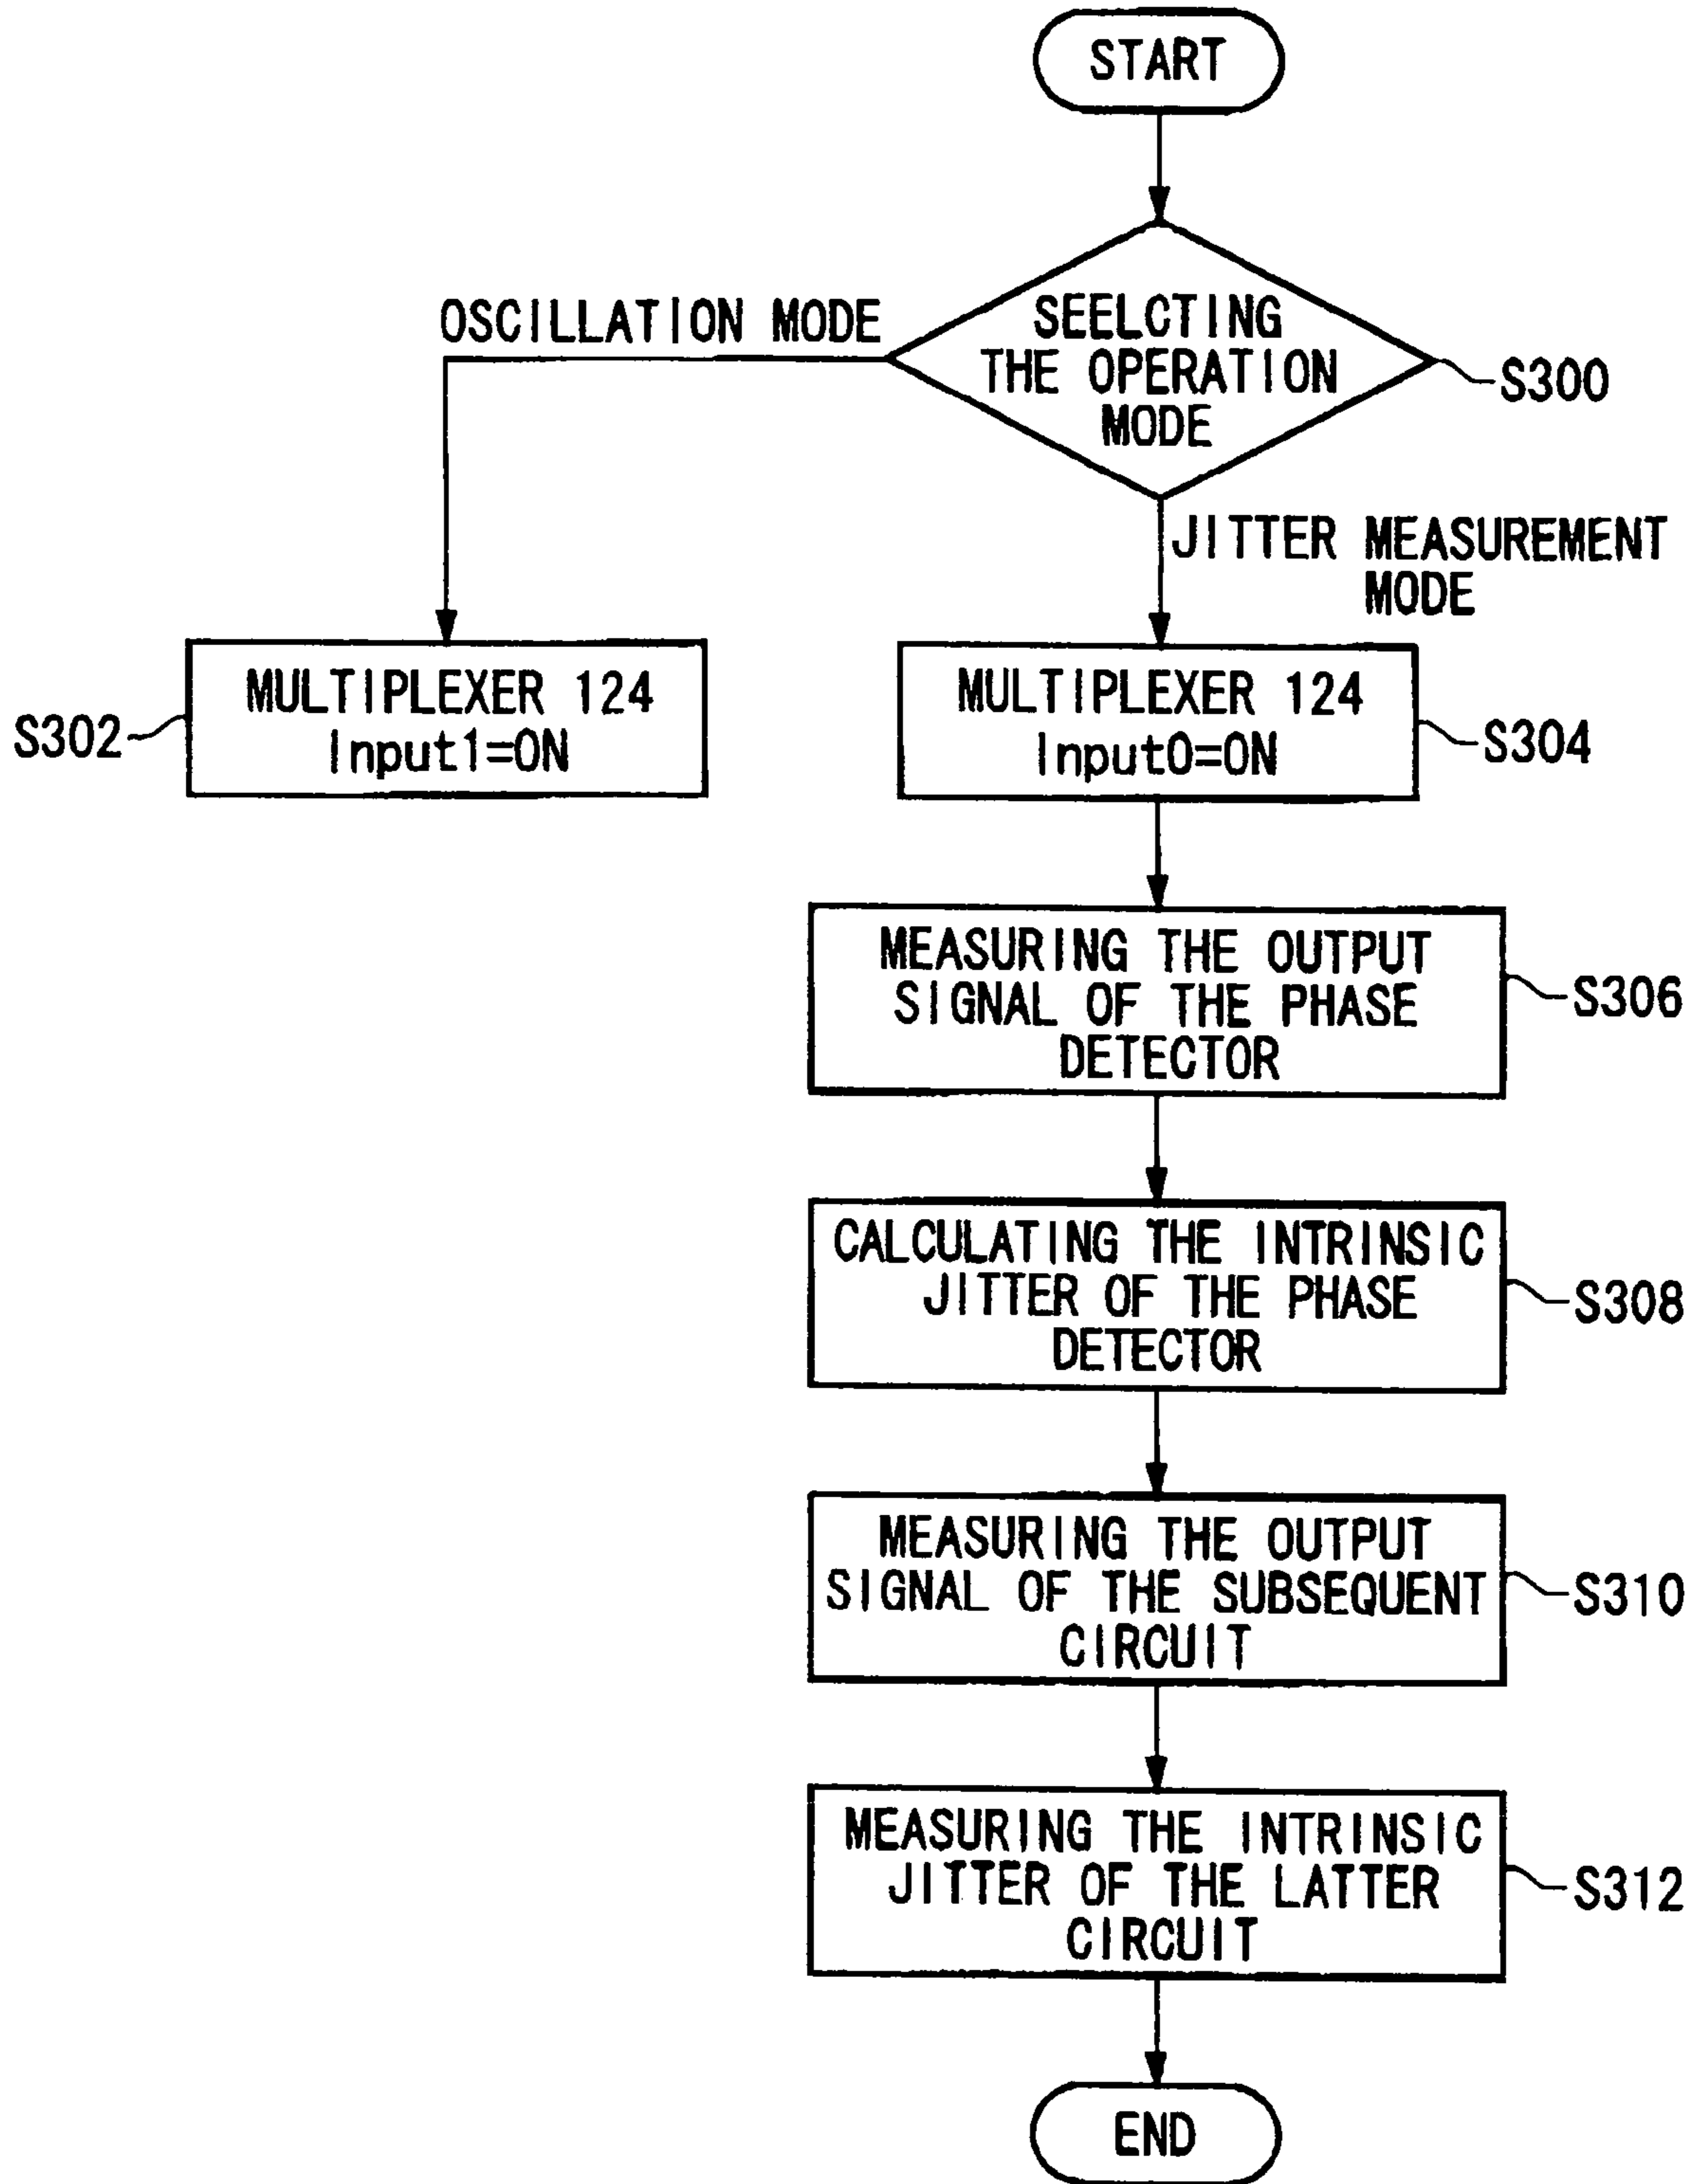 START
OSCILLATION MODE
SEELCTING
THE OPERATION
MODE
S300
JITTER MEASUREMENT
MODE
S302
MULTIPLEXER 124
Input1=ON
MULTIPLEXER 124
Input0=ON
S304
MEASURING THE OUTPUT
SIGNAL OF THE PHASE
DETECTOR
S306
CALCULATING THE INTRINSIC
JITTER OF THE PHASE
DETECTOR
S308
MEASURING THE OUTPUT
SIGNAL OF THE SUBSEQUENT
CIRCUIT
S310
MEASURING THE INTRINSIC
JITTER OF THE LATTER
CIRCUIT
S312
END